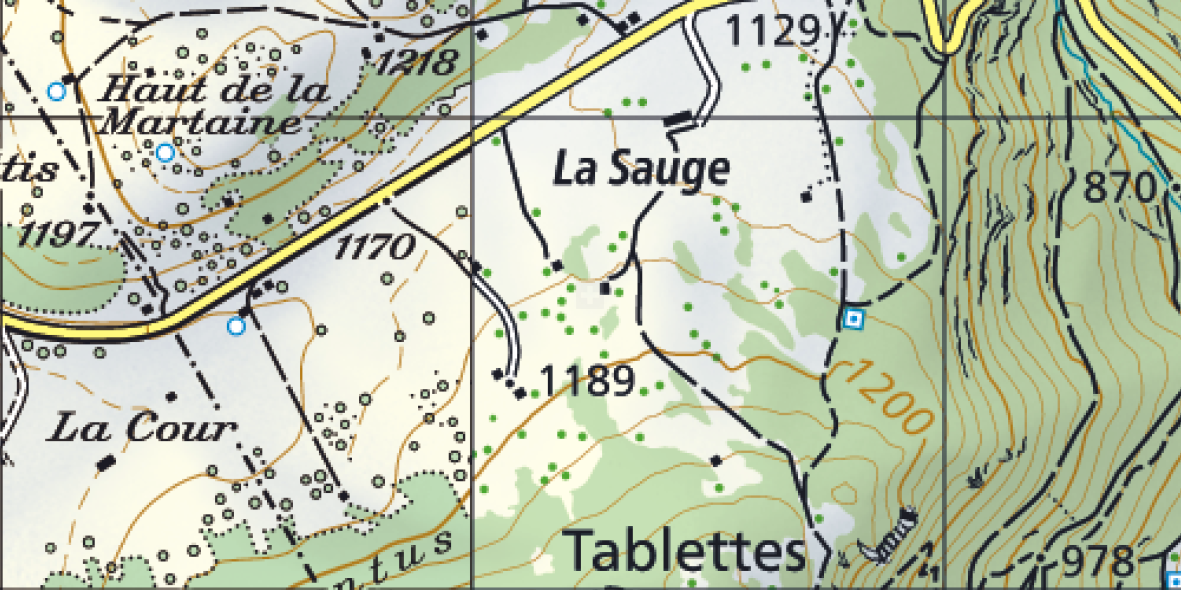 1129
1218
Haut de la
Martaine
La Sauge
tis
870
1197
1170
1189
1200
La Cour
Tablettes
ntus
978